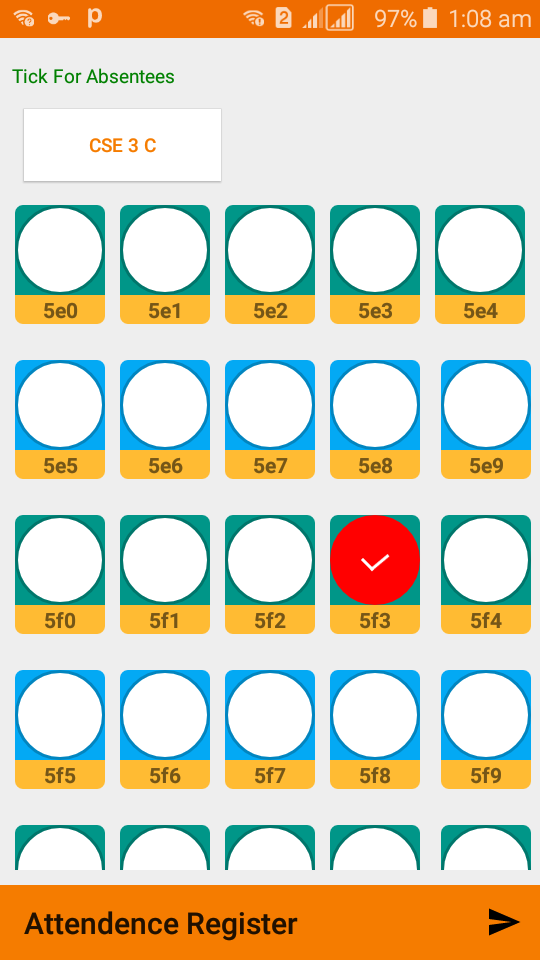 2 97% 1:08 am
Tick For Absentees
CSE 3 C
5e0 5e1 5e2 5e3 5e4
5e5 5e6 5e7 5e8 5e9
5f0 5f1 5f2 5f3 5f4
5f5 5f6 5f7 5f8 5f9
Attendence Register